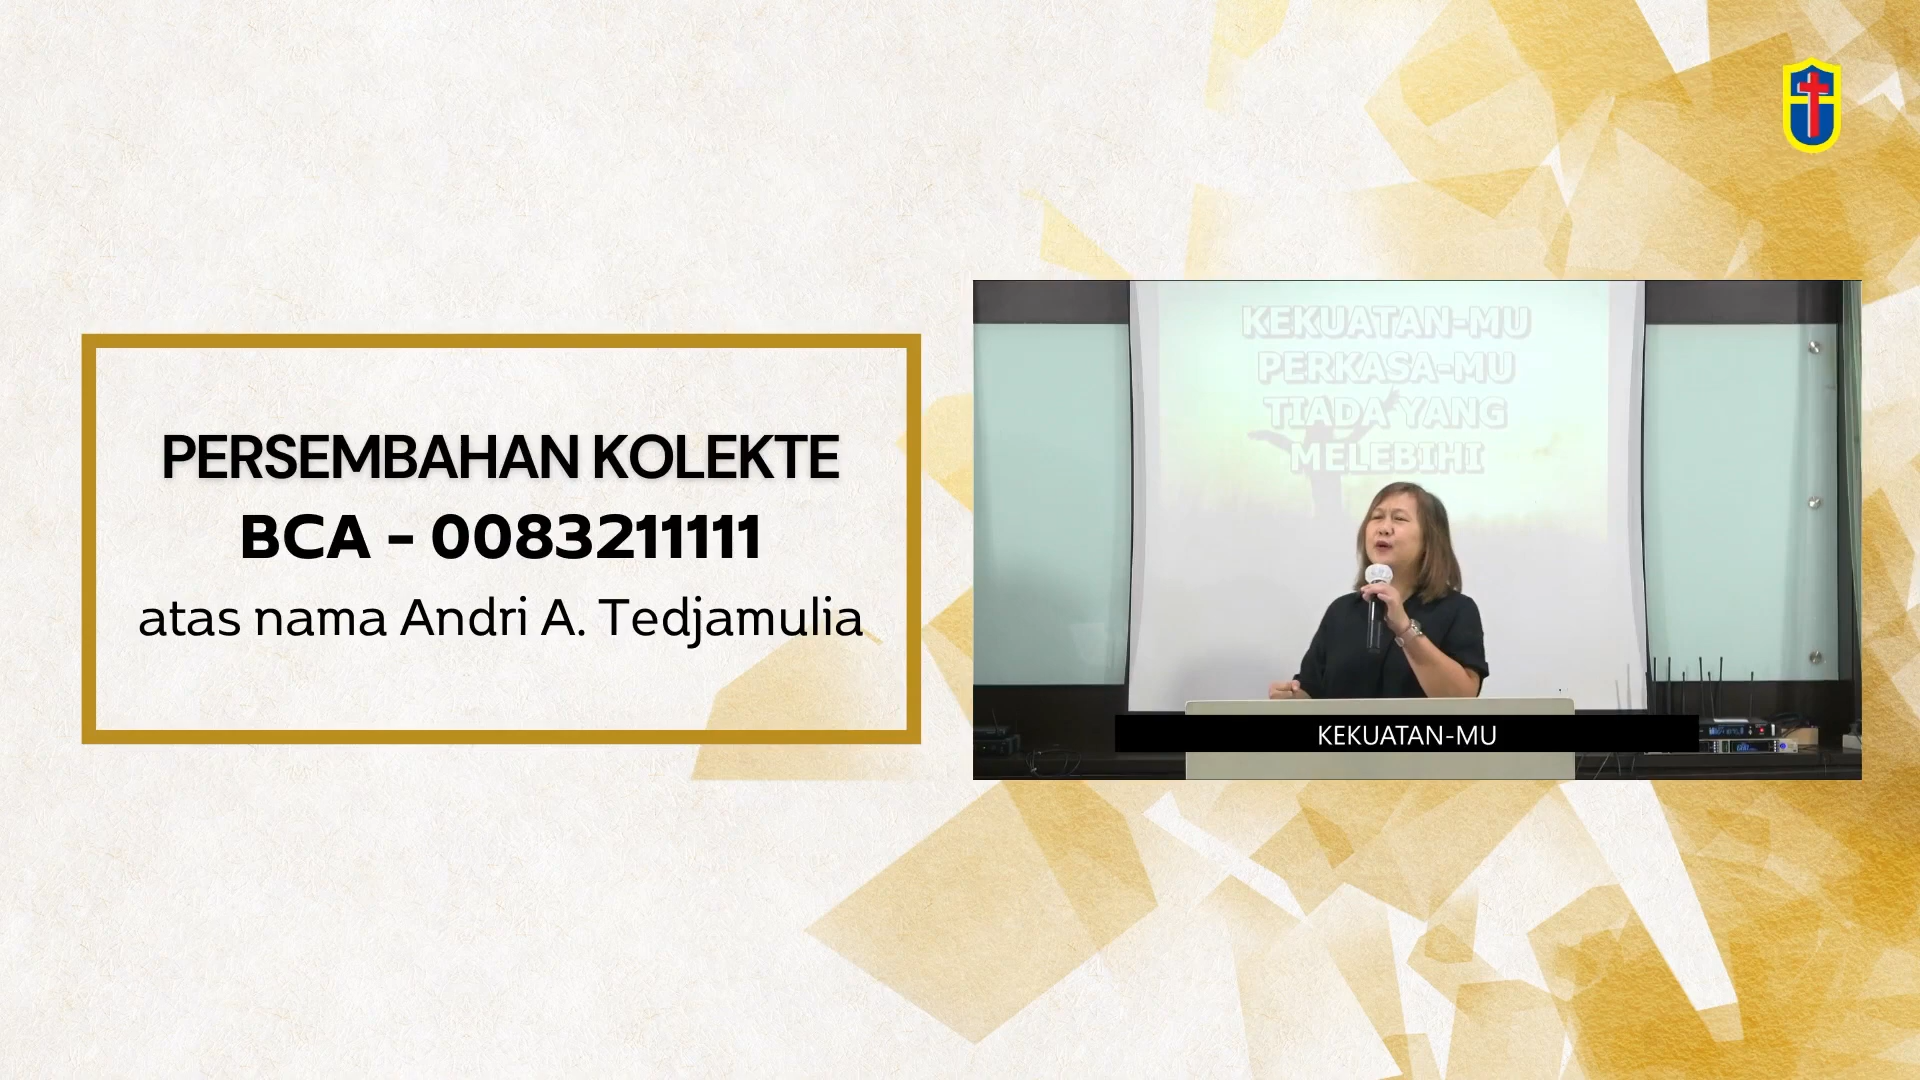 PERSEMBAHAN KOLEKTE
BCA - 0083211111
atas nama Andri A. Tedjamulia
KEKUATAN-MU
PERKASA-MU
TIADA YANG
MELEBIHI
KEKUATAN-MU